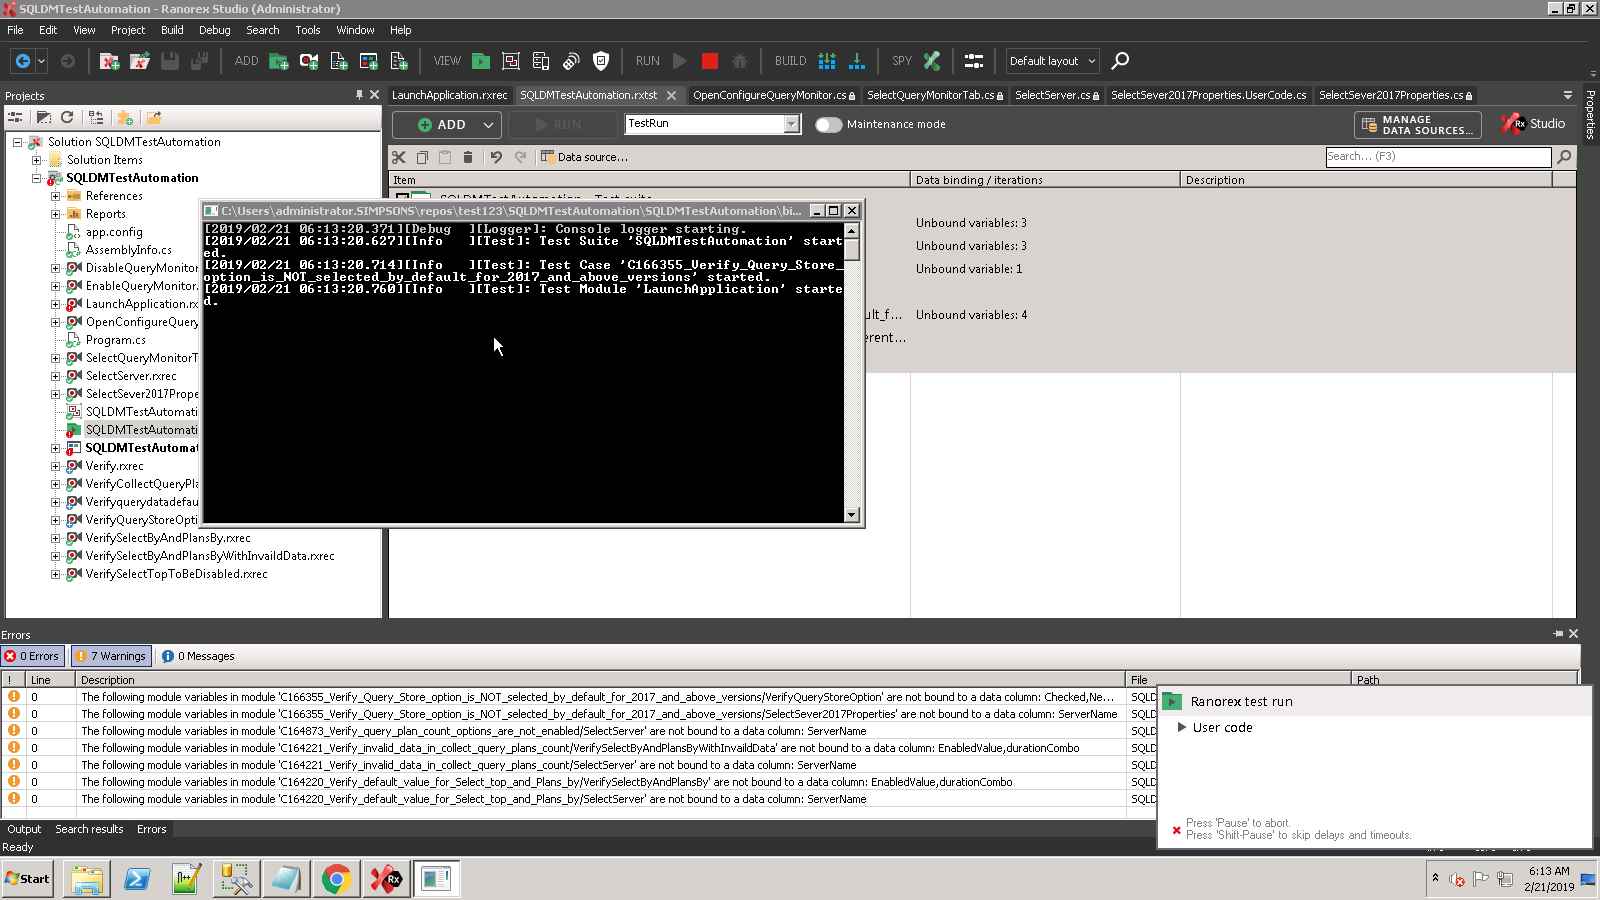 SQLDMTestAutomation - Ranorex Studio (Administrator)
File Edit View Project Build Debug Search Tools Window Help
ADD VIEW RUN BUILD SPY Default layout
Projects
LaunchApplication.rxrec SQLDMTestAutomation.rxtst OpenConfigureQueryMonitor.cs SelectQueryMonitorTab.cs SelectServer.cs SelectSever2017Properties.UserCode.cs SelectSever2017Properties.cs
Properties
ADD RUN TestRun Maintenance mode MANAGE DATA SOURCES... Rx Studio
Data source... Search... (F3)
Item Data binding / iterations Description
Solution SQLDMTestAutomation
Solution Items
SQLDMTestAutomation
References
Reports
app.config
AssemblyInfo.cs
DisableQueryMonitor
EnableQueryMonitor.
LaunchApplication.rx
OpenConfigureQuery
Program.cs
SelectQueryMonitorT
SelectServer.rxrec
SelectSever2017Prope
SQLDMTestAutomati
SQLDMTestAutomati
SQLDMTestAutomat
Verify.rxrec
VerifyCollectQueryPla
Verifyquerydatadefau
VerifyQueryStoreOpti
VerifySelectByAndPlansBy.rxrec
VerifySelectByAndPlansByWithInvaildData.rxrec
VerifySelectTopToBeDisabled.rxrec
SQLDMTestAutomation - Test suite
C:\Users\administrator.SIMPSONS\repos\test123\SQLDMTestAutomation\SQLDMTestAutomation\bi...
[2019/02/21 06:13:20.371][Debug ][Logger]: Console logger starting.
[2019/02/21 06:13:20.627][Info ][Test]: Test Suite 'SQLDMTestAutomation' start
ed.
[2019/02/21 06:13:20.714][Info ][Test]: Test Case 'C166355_Verify_Query_Store_
option_is_NOT_selected_by_default_for_2017_and_above_versions' started.
[2019/02/21 06:13:20.760][Info ][Test]: Test Module 'LaunchApplication' starte
d.
Unbound variables: 3
Unbound variables: 3
Unbound variable: 1
ult_f... Unbound variables: 4
erent...
Errors
0 Errors 7 Warnings 0 Messages
! Line Description File Path
0 The following module variables in module 'C166355_Verify_Query_Store_option_is_NOT_selected_by_default_for_2017_and_above_versions/VerifyQueryStoreOption' are not bound to a data column: Checked,Ne... SQLD
0 The following module variables in module 'C166355_Verify_Query_Store_option_is_NOT_selected_by_default_for_2017_and_above_versions/SelectSever2017Properties' are not bound to a data column: ServerName SQLD
0 The following module variables in module 'C164873_Verify_query_plan_count_options_are_not_enabled/SelectServer' are not bound to a data column: ServerName SQLD
0 The following module variables in module 'C164221_Verify_invalid_data_in_collect_query_plans_count/VerifySelectByAndPlansByWithInvaildData' are not bound to a data column: EnabledValue,durationCombo SQLD
0 The following module variables in module 'C164221_Verify_invalid_data_in_collect_query_plans_count/SelectServer' are not bound to a data column: ServerName SQLD
0 The following module variables in module 'C164220_Verify_default_value_for_Select_top_and_Plans_by/VerifySelectByAndPlansBy' are not bound to a data column: EnabledValue,durationCombo SQLD
0 The following module variables in module 'C164220_Verify_default_value_for_Select_top_and_Plans_by/SelectServer' are not bound to a data column: ServerName SQLD
Ranorex test run
User code
Press 'Pause' to abort.
Press 'Shift-Pause' to skip delays and timeouts.
Output Search results Errors
Ready
Start Rx
6:13 AM
2/21/2019